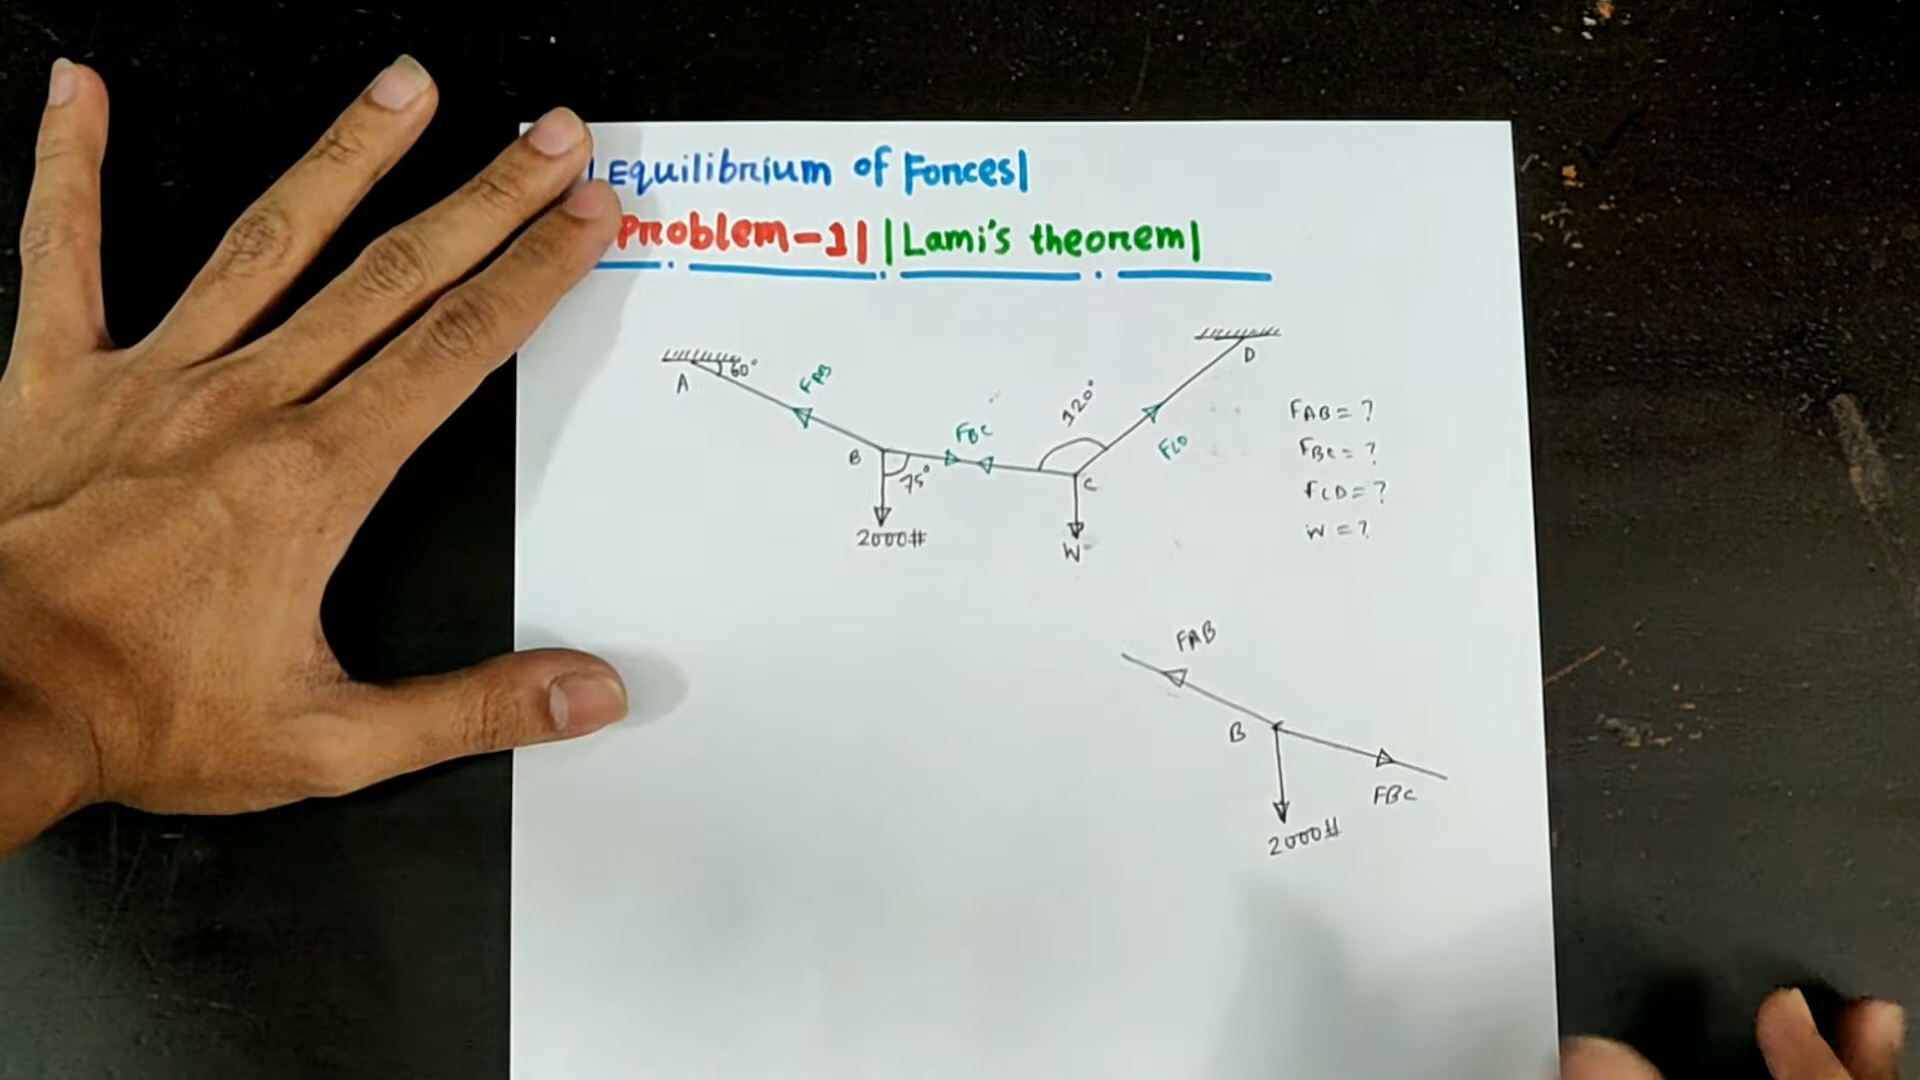 |Equilibrium of Forces|
Problem-1| |Lami's theorem|
A
60°
FAB
B
75°
2000#
FBC
120°
C
W
FCD
D
FAB = ?
FBC = ?
FCD = ?
W = ?
FAB
B
FBC
2000#